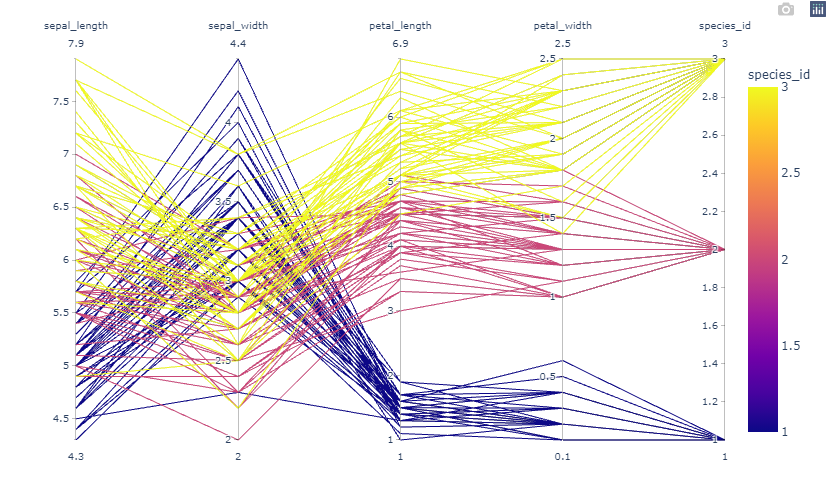 sepal_length sepal_width petal_length petal_width species_id
7.9 4.4 6.9 2.5 3
2.5 3
species_id
3
7.5 2.8
4 6 2.6
7 2 2.4
2.5
3.5 5 2.2
6.5
1.5
6 3 4 2 2
2
5.5 1.8
3 1
1.6
1.5
5 2.5 2 0.5 1.4
4.5 1.2
2 1 1 1
4.3 2 1 0.1 1